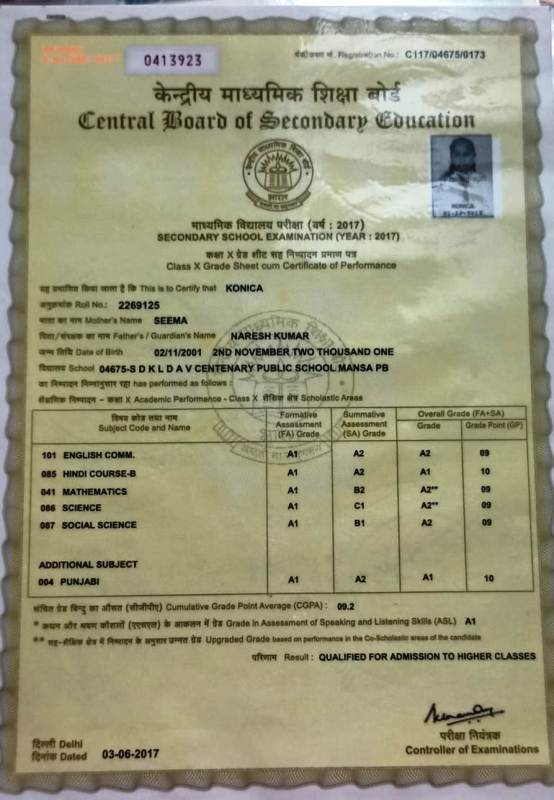 0413923
पंजीकरण सं. Registration No.: C117/04675/0173
केन्द्रीय माध्यमिक शिक्षा बोर्ड
Central Board of Secondary Education
भारत
KONICA
माध्यमिक विद्यालय परीक्षा (वर्ष : 2017)
SECONDARY SCHOOL EXAMINATION (YEAR : 2017)
कक्षा X ग्रेड शीट सह निष्पादन प्रमाण पत्र
Class X Grade Sheet cum Certificate of Performance
यह प्रमाणित किया जाता है कि This is to Certify that KONICA
अनुक्रमांक Roll No.: 2269125
माता का नाम Mother's Name SEEMA
पिता/संरक्षक का नाम Father's / Guardian's Name NARESH KUMAR
जन्म तिथि Date of Birth 02/11/2001 2ND NOVEMBER TWO THOUSAND ONE
विद्यालय School 04675-S D K L D A V CENTENARY PUBLIC SCHOOL MANSA PB
का निष्पादन निम्नानुसार रहा has performed as follows :
शैक्षिक निष्पादन - कक्षा X Academic Performance - Class X शैक्षिक क्षेत्र Scholastic Areas
विषय कोड तथा नाम Subject Code and Name Formative Assessment (FA) Grade Summative Assessment (SA) Grade Overall Grade (FA+SA)
Grade Grade Point (GP)
101 ENGLISH COMM. A1 A2 A2 09
085 HINDI COURSE-B A1 A2 A1 10
041 MATHEMATICS A1 B2 A2** 09
086 SCIENCE A1 C1 A2** 09
087 SOCIAL SCIENCE A1 B1 A2 09
ADDITIONAL SUBJECT
004 PUNJABI A1 A2 A1 10
संचित ग्रेड बिन्दु का औसत (सीजीपीए) Cumulative Grade Point Average (CGPA) : 09.2
* कथन और श्रवण कौशलों (एएसएल) के आकलन में ग्रेड Grade in Assessment of Speaking and Listening Skills (ASL) A1
** सह-शैक्षिक क्षेत्र में निष्पादन के अनुसार उन्नत ग्रेड Upgraded Grade based on performance in the Co-Scholastic areas of the candidate
परिणाम Result : QUALIFIED FOR ADMISSION TO HIGHER CLASSES
दिल्ली Delhi
दिनांक Dated 03-06-2017
परीक्षा नियंत्रक
Controller of Examinations